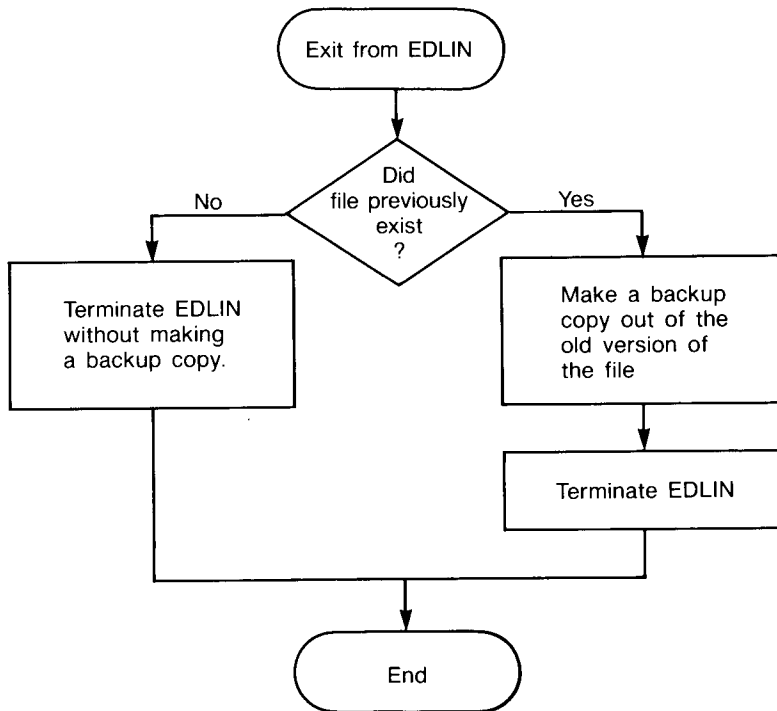 Exit from EDLIN
Did
file previously
exist
?
No
Yes
Terminate EDLIN
without making
a backup copy.
Make a backup
copy out of the
old version of
the file
Terminate EDLIN
End